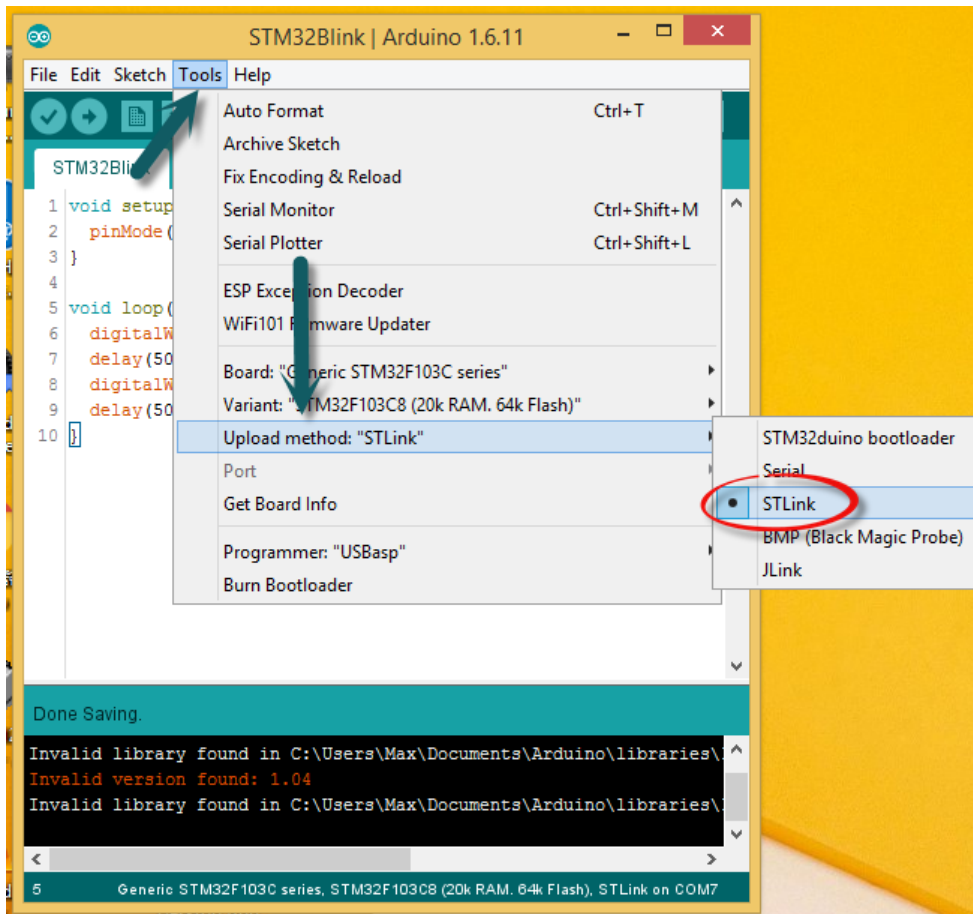 STM32Blink | Arduino 1.6.11
File Edit Sketch Tools Help
Auto Format Ctrl+T
Archive Sketch
Fix Encoding & Reload
Serial Monitor Ctrl+Shift+M
Serial Plotter Ctrl+Shift+L
ESP Exception Decoder
WiFi101 Firmware Updater
Board: "Generic STM32F103C series"
Variant: "STM32F103C8 (20k RAM. 64k Flash)"
Upload method: "STLink"
Port
Get Board Info
Programmer: "USBasp"
Burn Bootloader
STM32duino bootloader
Serial
STLink
BMP (Black Magic Probe)
JLink
STM32Blink
1 void setup
2 pinMode(
3 }
4
5 void loop(
6 digitalW
7 delay(50
8 digitalW
9 delay(50
10 }
Done Saving.
Invalid library found in C:\Users\Max\Documents\Arduino\libraries\
Invalid version found: 1.04
Invalid library found in C:\Users\Max\Documents\Arduino\libraries\
5 Generic STM32F103C series, STM32F103C8 (20k RAM. 64k Flash), STLink on COM7